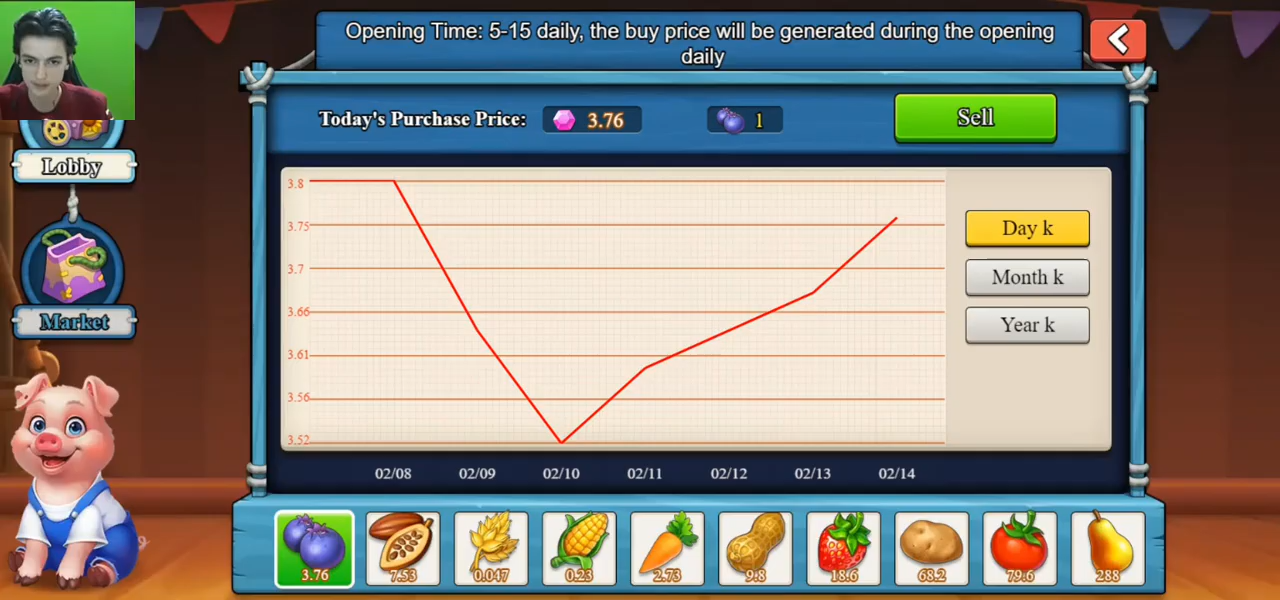 Opening Time: 5-15 daily, the buy price will be generated during the opening
daily
Today's Purchase Price: 3.76 1 Sell
Lobby
Market
3.8
3.75
3.7
3.66
3.61
3.56
3.52
02/08 02/09 02/10 02/11 02/12 02/13 02/14
Day k
Month k
Year k
3.76 7.53 0.047 0.23 2.73 9.8 18.6 68.2 79.6 288